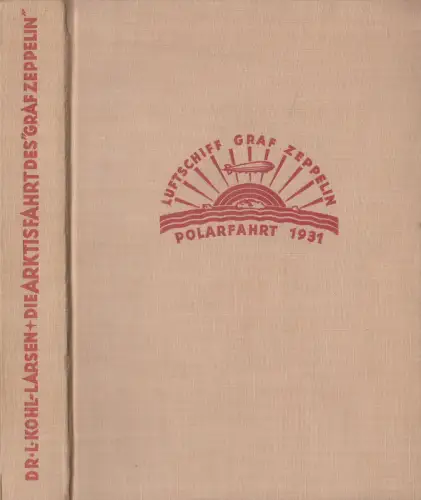 DR·L·KOHL-LARSEN + DIE ARKTISFAHRT DES "GRAF ZEPPELIN"
LUFTSCHIFF GRAF ZEPPELIN
POLARFAHRT 1931